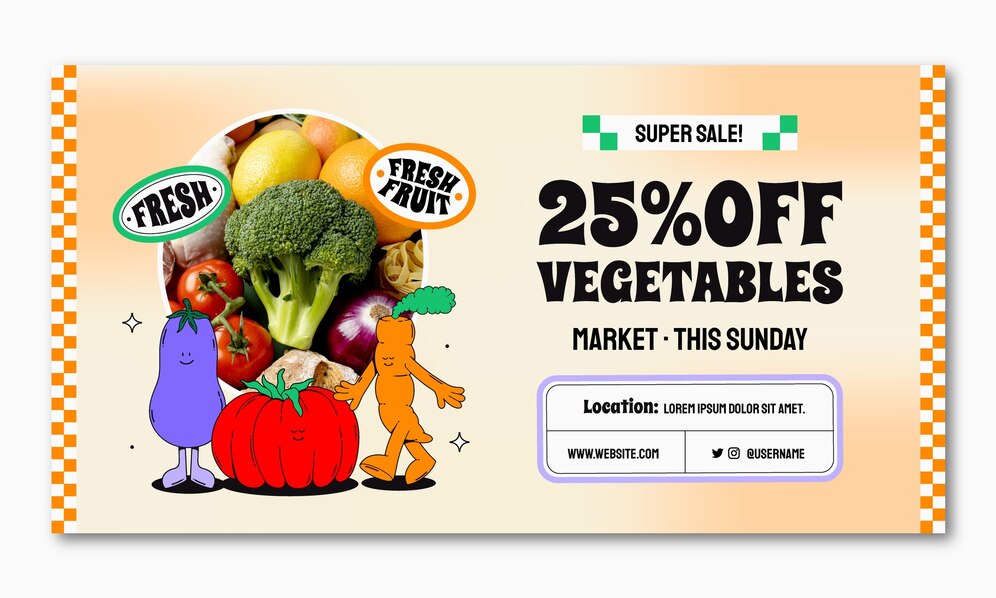 FRESH
FRESH
FRUIT
SUPER SALE!
25%OFF
VEGETABLES
MARKET · THIS SUNDAY
Location: LOREM IPSUM DOLOR SIT AMET.
WWW.WEBSITE.COM
@USERNAME